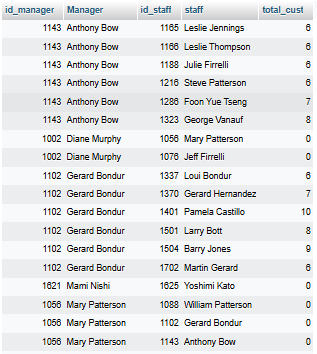 id_manager Manager id_staff staff total_cust
1143 Anthony Bow 1165 Leslie Jennings 6
1143 Anthony Bow 1166 Leslie Thompson 6
1143 Anthony Bow 1188 Julie Firrelli 6
1143 Anthony Bow 1216 Steve Patterson 6
1143 Anthony Bow 1286 Foon Yue Tseng 7
1143 Anthony Bow 1323 George Vanauf 8
1002 Diane Murphy 1056 Mary Patterson 0
1002 Diane Murphy 1076 Jeff Firrelli 0
1102 Gerard Bondur 1337 Loui Bondur 6
1102 Gerard Bondur 1370 Gerard Hernandez 7
1102 Gerard Bondur 1401 Pamela Castillo 10
1102 Gerard Bondur 1501 Larry Bott 8
1102 Gerard Bondur 1504 Barry Jones 9
1102 Gerard Bondur 1702 Martin Gerard 6
1621 Mami Nishi 1625 Yoshimi Kato 0
1056 Mary Patterson 1088 William Patterson 0
1056 Mary Patterson 1102 Gerard Bondur 0
1056 Mary Patterson 1143 Anthony Bow 0